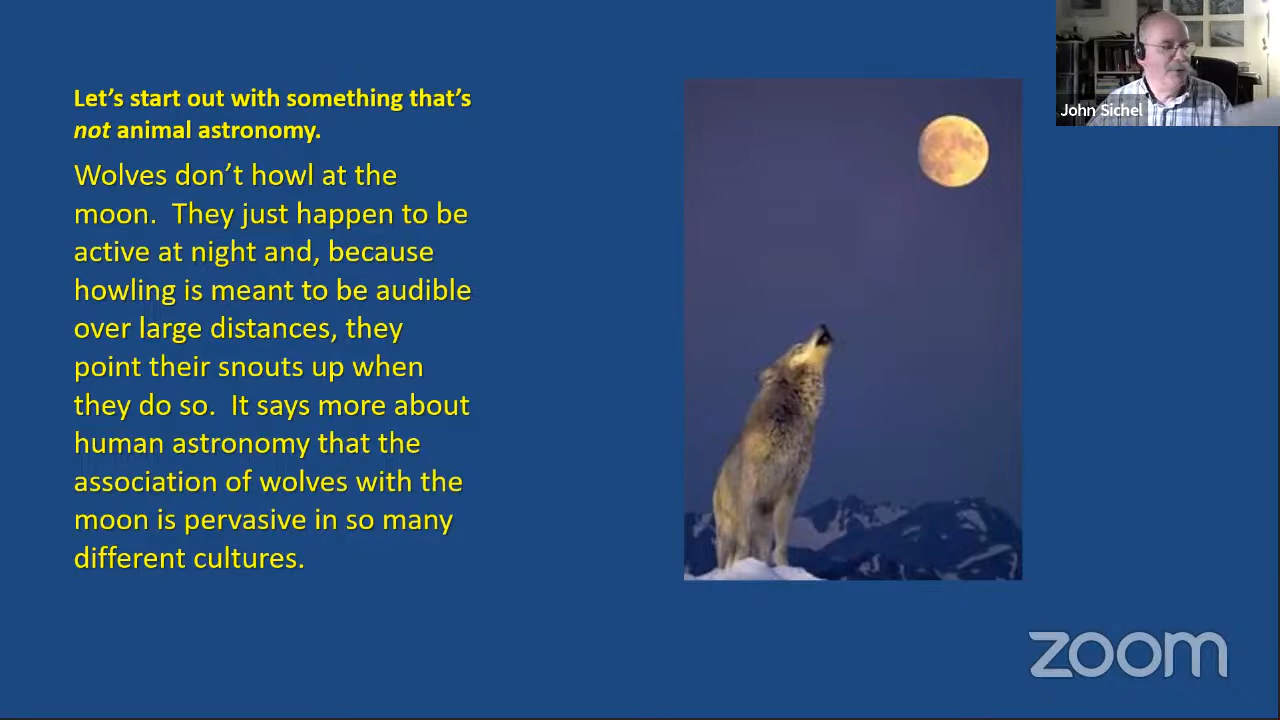 Let’s start out with something that’s
not animal astronomy.
Wolves don’t howl at the
moon.  They just happen to be
active at night and, because
howling is meant to be audible
over large distances, they
point their snouts up when
they do so.  It says more about
human astronomy that the
association of wolves with the
moon is pervasive in so many
different cultures.
John Sichel
zoom